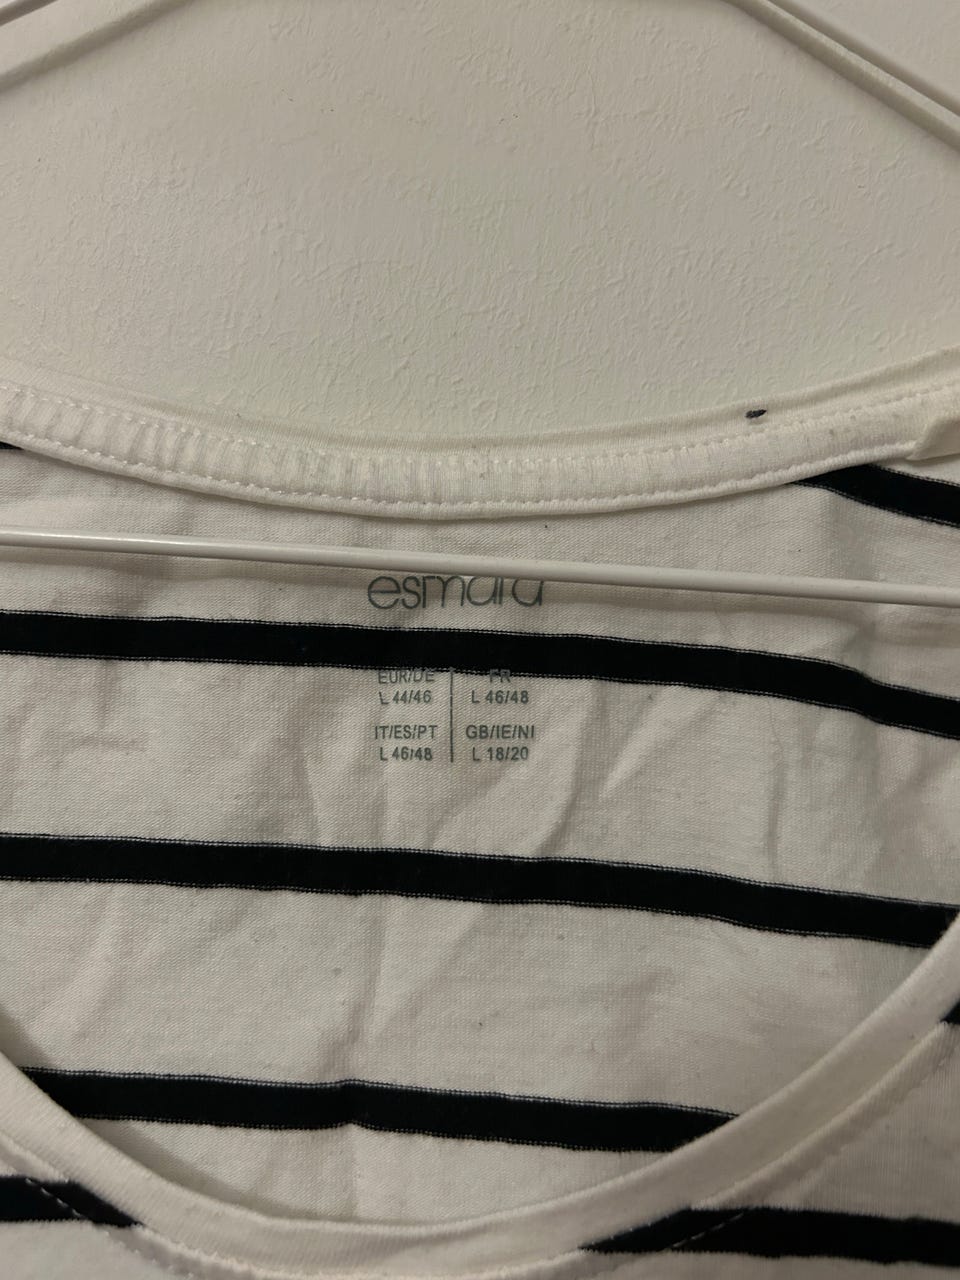 esmara
EUR/DE
L 44/46
FR
L 46/48
IT/ES/PT
L 46/48
GB/IE/NI
L 18/20